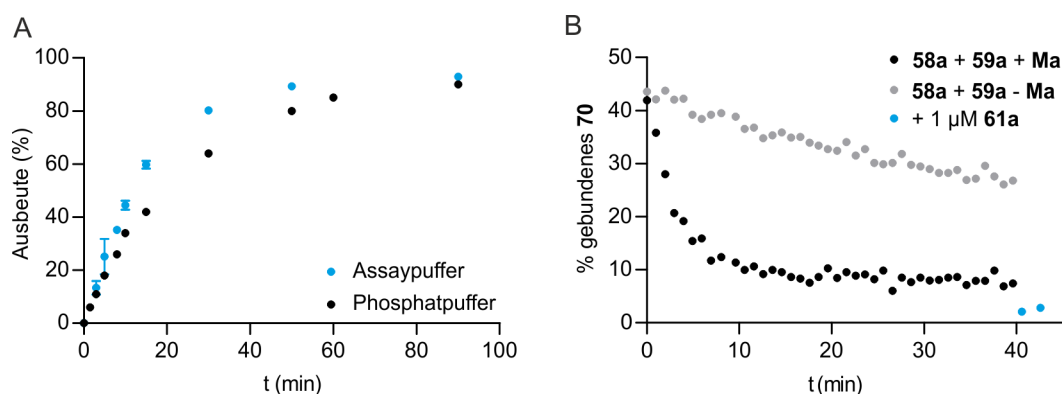 A
100
80
60
40
20
0
Ausbeute (%)
0 20 40 60 80 100
t (min)
Assaypuffer
Phosphatpuffer
B
50
40
30
20
10
0
% gebundenes 70
0 10 20 30 40
t (min)
58a + 59a + Ma
58a + 59a - Ma
+ 1 µM 61a